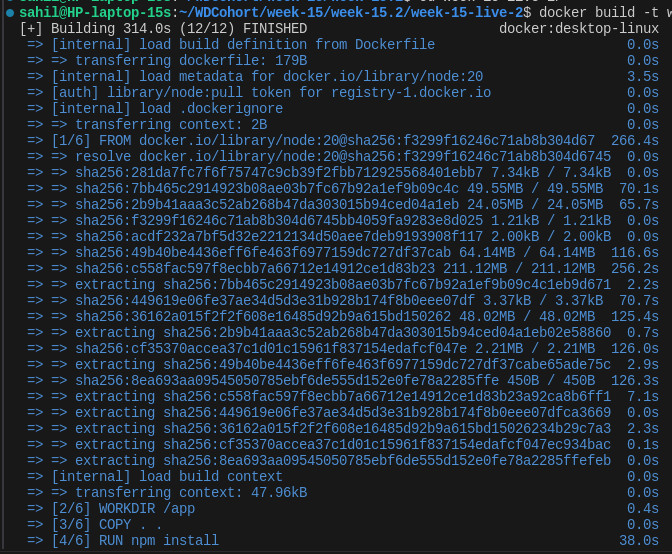 sahil@HP-laptop-15s:~/WDCohort/week-15/week-15.2/week-15-live-2$ docker build -t w
[+] Building 314.0s (12/12) FINISHED docker:desktop-linux
=> [internal] load build definition from Dockerfile 0.0s
=> => transferring dockerfile: 179B 0.0s
=> [internal] load metadata for docker.io/library/node:20 3.5s
=> [auth] library/node:pull token for registry-1.docker.io 0.0s
=> [internal] load .dockerignore 0.0s
=> => transferring context: 2B 0.0s
=> [1/6] FROM docker.io/library/node:20@sha256:f3299f16246c71ab8b304d67 266.4s
=> => resolve docker.io/library/node:20@sha256:f3299f16246c71ab8b304d6745 0.0s
=> => sha256:281da7fc7f6f75747c9cb39f2fbb712925568401ebb7 7.34kB / 7.34kB 0.0s
=> => sha256:7bb465c2914923b08ae03b7fc67b92a1ef9b09c4c 49.55MB / 49.55MB 70.1s
=> => sha256:2b9b41aaa3c52ab268b47da303015b94ced04a1eb 24.05MB / 24.05MB 65.7s
=> => sha256:f3299f16246c71ab8b304d6745bb4059fa9283e8d025 1.21kB / 1.21kB 0.0s
=> => sha256:acdf232a7bf5d32e2212134d50aee7deb9193908f117 2.00kB / 2.00kB 0.0s
=> => sha256:49b40be4436eff6fe463f6977159dc727df37cab 64.14MB / 64.14MB 116.6s
=> => sha256:c558fac597f8ecbb7a66712e14912ce1d83b23 211.12MB / 211.12MB 256.2s
=> => extracting sha256:7bb465c2914923b08ae03b7fc67b92a1ef9b09c4c1eb9d671 2.2s
=> => sha256:449619e06fe37ae34d5d3e31b928b174f8b0eee07df 3.37kB / 3.37kB 70.7s
=> => sha256:36162a015f2f2f608e16485d92b9a615bd150262 48.02MB / 48.02MB 125.4s
=> => extracting sha256:2b9b41aaa3c52ab268b47da303015b94ced04a1eb02e58860 0.7s
=> => sha256:cf35370accea37c1d01c15961f837154edafcf047e 2.21MB / 2.21MB 126.0s
=> => extracting sha256:49b40be4436eff6fe463f6977159dc727df37cabe65ade75c 2.9s
=> => sha256:8ea693aa09545050785ebf6de555d152e0fe78a2285ffe 450B / 450B 126.3s
=> => extracting sha256:c558fac597f8ecbb7a66712e14912ce1d83b23a92ca8b6ff1 7.1s
=> => extracting sha256:449619e06fe37ae34d5d3e31b928b174f8b0eee07dfca3669 0.0s
=> => extracting sha256:36162a015f2f2f608e16485d92b9a615bd15026234b29c7a3 2.3s
=> => extracting sha256:cf35370accea37c1d01c15961f837154edafcf047ec934bac 0.1s
=> => extracting sha256:8ea693aa09545050785ebf6de555d152e0fe78a2285ffefeb 0.0s
=> [internal] load build context 0.0s
=> => transferring context: 47.96kB 0.0s
=> [2/6] WORKDIR /app 0.4s
=> [3/6] COPY . . 0.0s
=> [4/6] RUN npm install 38.0s